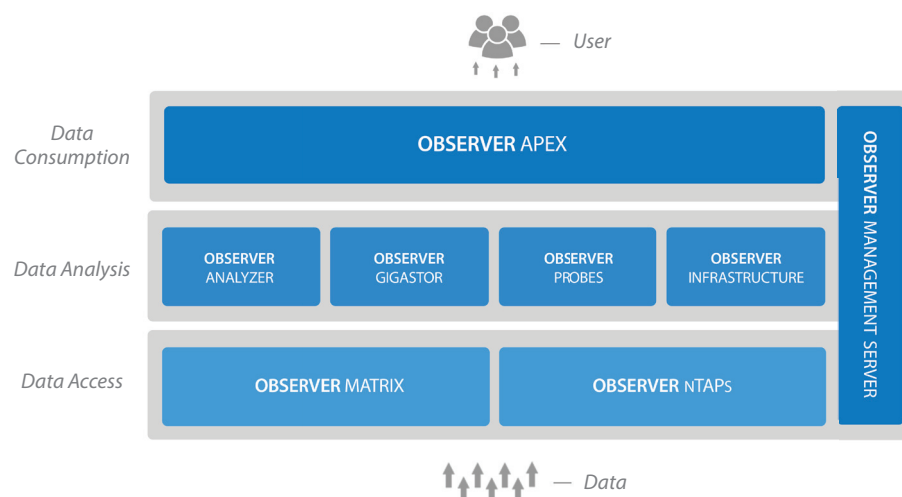 — User
Data
Consumption
OBSERVER APEX
OBSERVER MANAGEMENT SERVER
Data Analysis
OBSERVER
ANALYZER
OBSERVER
GIGASTOR
OBSERVER
PROBES
OBSERVER
INFRASTRUCTURE
Data Access
OBSERVER MATRIX
OBSERVER nTAPs
— Data